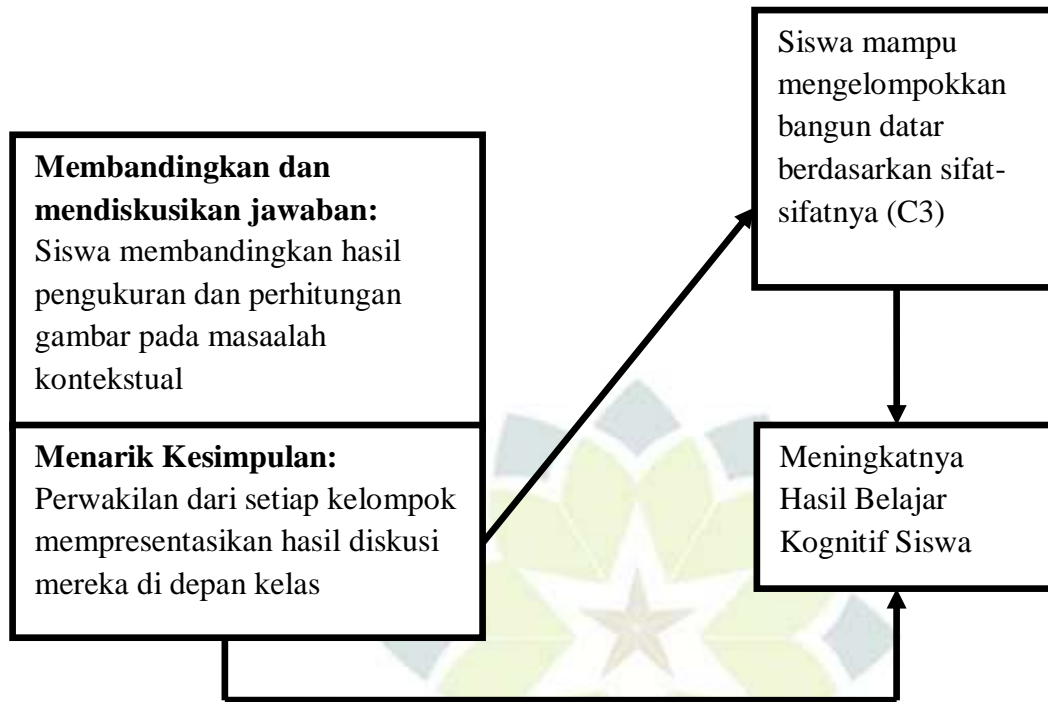 Membandingkan dan
mendiskusikan jawaban:
Siswa membandingkan hasil
pengukuran dan perhitungan
gambar pada masaalah
kontekstual
Menarik Kesimpulan:
Perwakilan dari setiap kelompok
mempresentasikan hasil diskusi
mereka di depan kelas
Siswa mampu
mengelompokkan
bangun datar
berdasarkan sifat-
sifatnya (C3)
Meningkatnya
Hasil Belajar
Kognitif Siswa